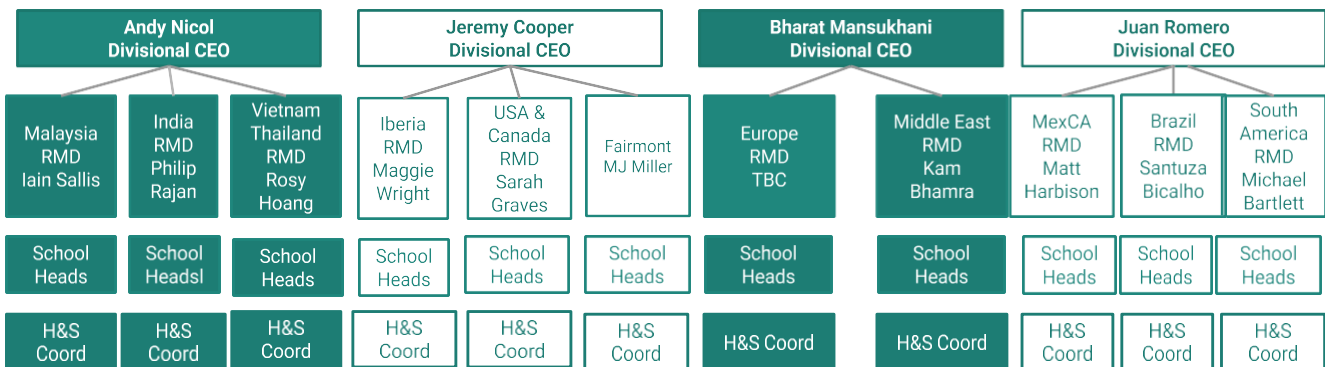 Andy Nicol
Divisional CEO
Jeremy Cooper
Divisional CEO
Bharat Mansukhani
Divisional CEO
Juan Romero
Divisional CEO
Malaysia
RMD
Iain Sallis
India
RMD
Philip
Rajan
Vietnam
Thailand
RMD
Rosy
Hoang
Iberia
RMD
Maggie
Wright
USA &
Canada
RMD
Sarah
Graves
Fairmont
MJ Miller
Europe
RMD
TBC
Middle East
RMD
Kam
Bhamra
MexCA
RMD
Matt
Harbison
Brazil
RMD
Santuza
Bicalho
South
America
RMD
Michael
Bartlett
School
Heads
School
Headsl
School
Heads
School
Heads
School
Heads
School
Heads
School
Heads
School
Heads
School
Heads
School
Heads
School
Heads
H&S
Coord
H&S
Coord
H&S
Coord
H&S
Coord
H&S
Coord
H&S
Coord
H&S Coord
H&S Coord
H&S
Coord
H&S
Coord
H&S
Coord